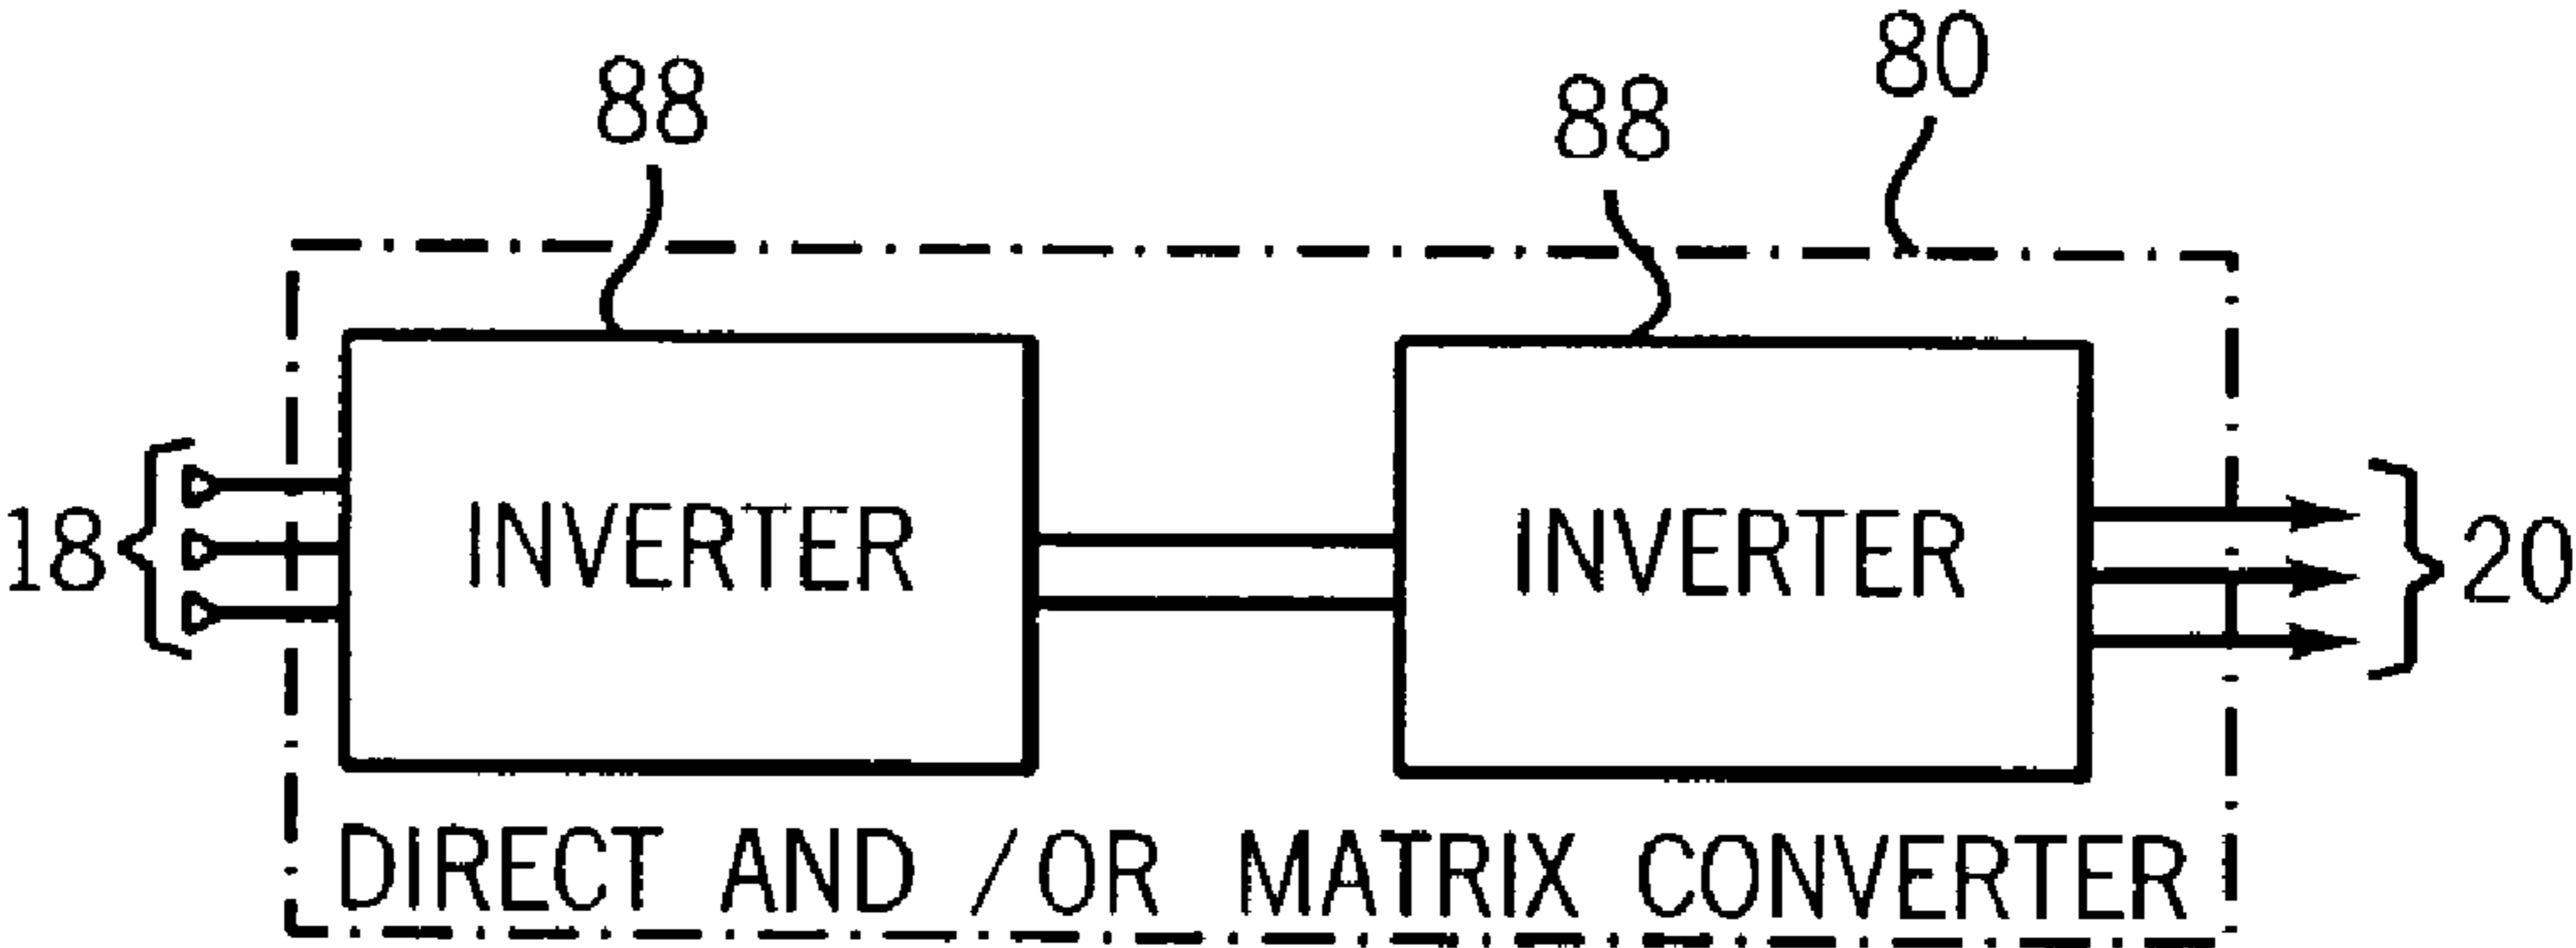 88
88
80
18
INVERTER
INVERTER
20
DIRECT AND /OR MATRIX CONVERTER